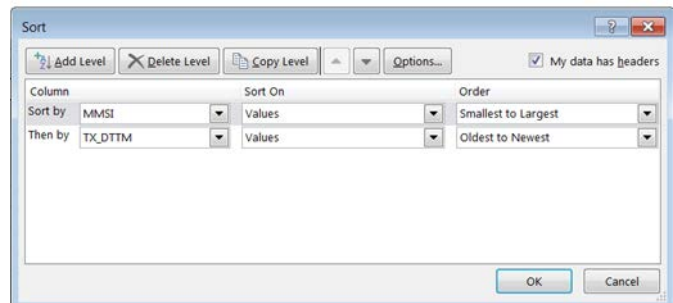 Sort
Add Level Delete Level Copy Level Options... My data has headers
Column Sort On Order
Sort by MMSI Values Smallest to Largest
Then by TX_DTTM Values Oldest to Newest
OK Cancel